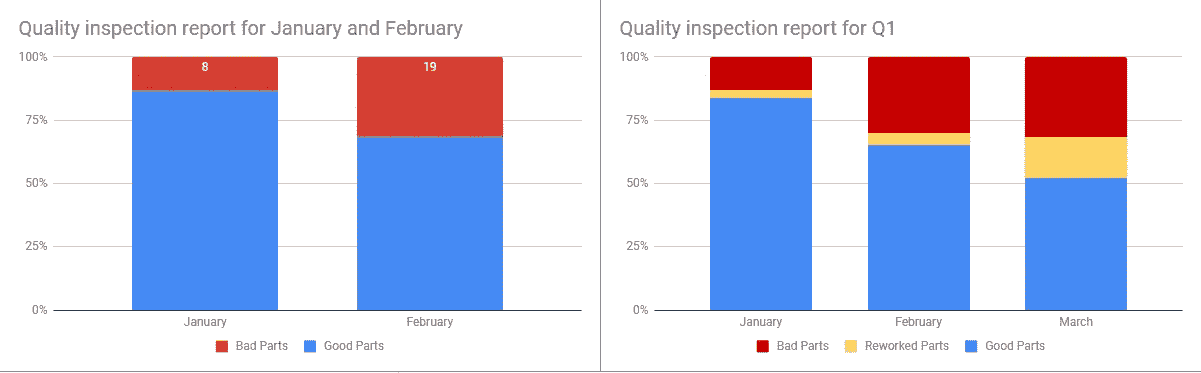 Quality inspection report for January and February
100%
75%
50%
25%
0%
8
19
January
February
Bad Parts
Good Parts
Quality inspection report for Q1
100%
75%
50%
25%
0%
January
February
March
Bad Parts
Reworked Parts
Good Parts